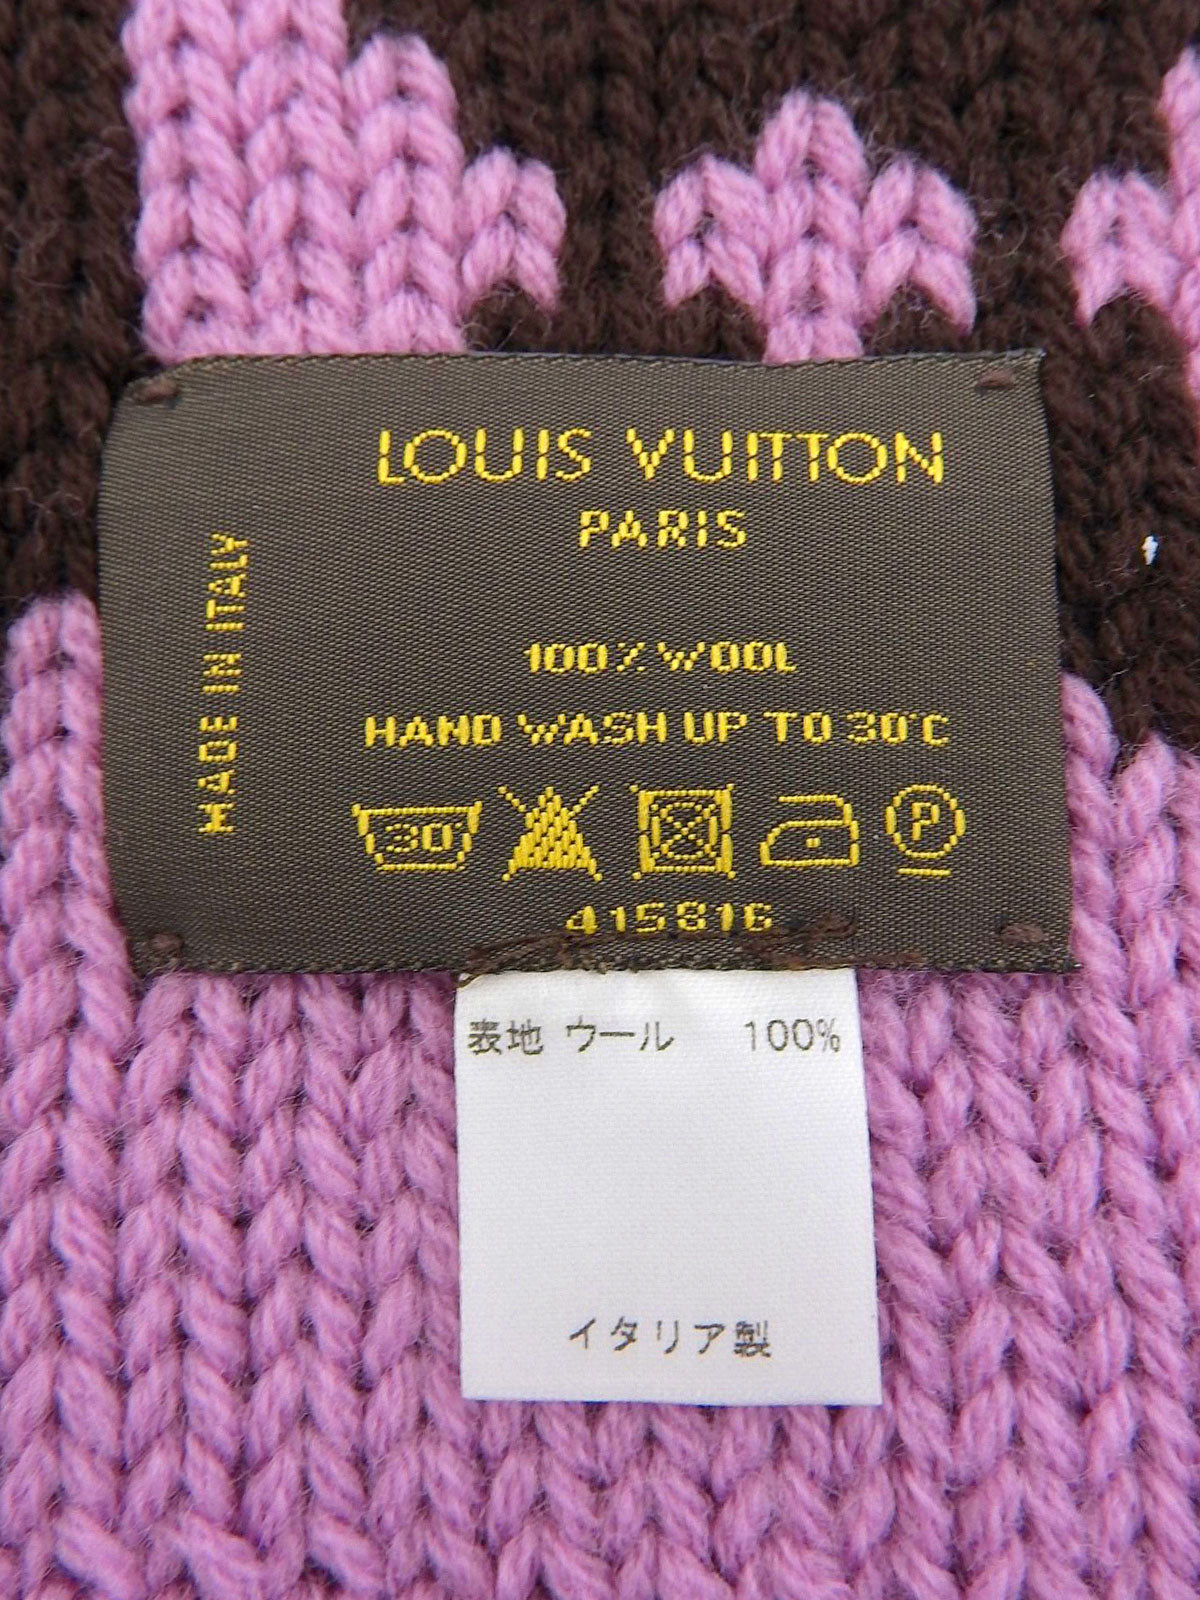 LOUIS VUITTON
PARIS
MADE IN ITALY
100% WOOL
HAND WASH UP TO 30°C
30°
P
415816
表地 ウール 100%
イタリア製